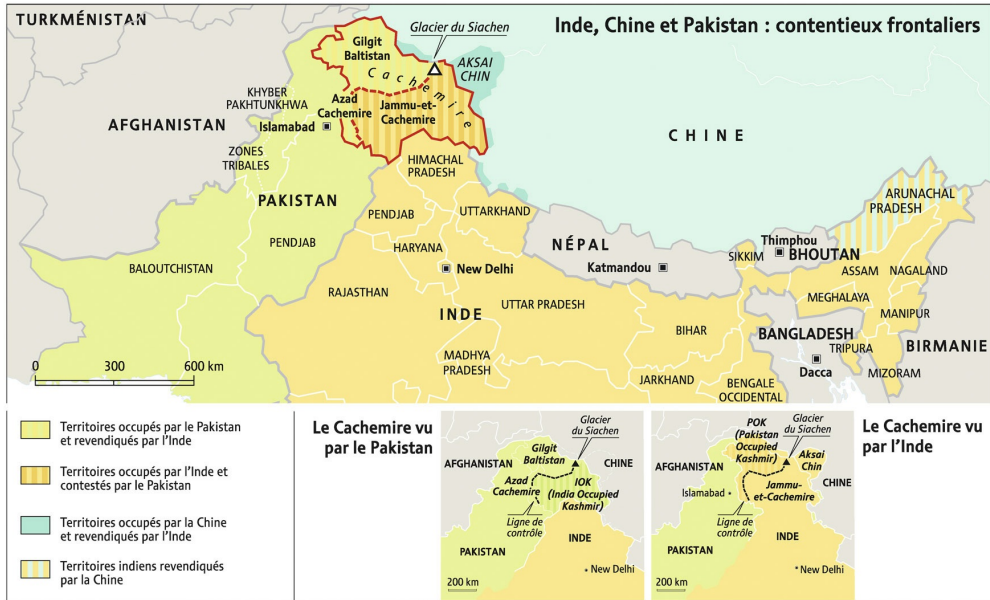 Inde, Chine et Pakistan : contentieux frontaliers
TURKMÉNISTAN
Glacier du Siachen
Gilgit
Baltistan
AKSAI
CHIN
Cachemire
KHYBER
PAKHTUNKHWA
Azad
Cachemire
Jammu-et-
Cachemire
AFGHANISTAN
Islamabad
CHINE
ZONES
TRIBALES
HIMACHAL
PRADESH
PAKISTAN
PENDJAB
UTTARKHAND
ARUNACHAL
PRADESH
PENDJAB
HARYANA
NÉPAL
Thimphou
BHOUTAN
SIKKIM
BALOUTCHISTAN
New Delhi
Katmandou
ASSAM
NAGALAND
RAJASTHAN
UTTAR PRADESH
MEGHALAYA
INDE
MANIPUR
BIHAR
BANGLADESH
TRIPURA
BIRMANIE
MADHYA
PRADESH
Dacca
MIZORAM
JARKHAND
BENGALE
OCCIDENTAL
0
300
600 km
Territoires occupés par le Pakistan
et revendiqués par l'Inde
Territoires occupés par l'Inde et
contestés par le Pakistan
Territoires occupés par la Chine
et revendiqués par l'Inde
Territoires indiens revendiqués
par la Chine
Le Cachemire vu
par le Pakistan
Glacier
du Siachen
Gilgit
Baltistan
AFGHANISTAN
CHINE
Azad
Cachemire
IOK
(India Occupied
Kashmir)
Ligne de
contrôle
PAKISTAN
INDE
New Delhi
200 km
Le Cachemire vu
par l'Inde
POK
(Pakistan
Occupied
Kashmir)
Glacier
du Siachen
Aksai
Chin
AFGHANISTAN
CHINE
Islamabad
Jammu-
et-Cachemire
Ligne de
contrôle
PAKISTAN
INDE
New Delhi
200 km